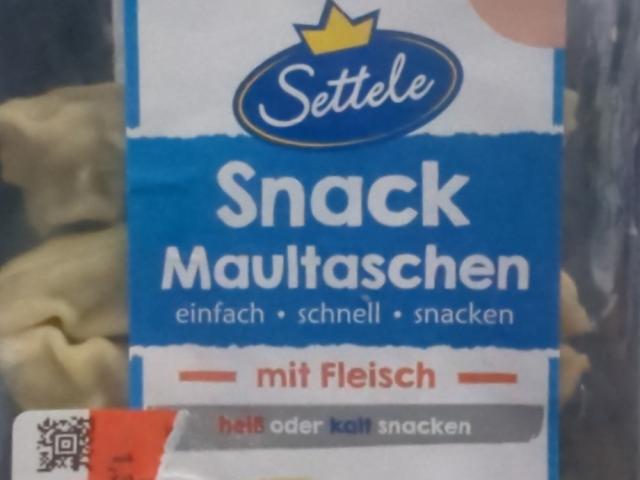 Settele
Snack
Maultaschen
einfach • schnell • snacken
mit Fleisch
heiß oder kalt snacken